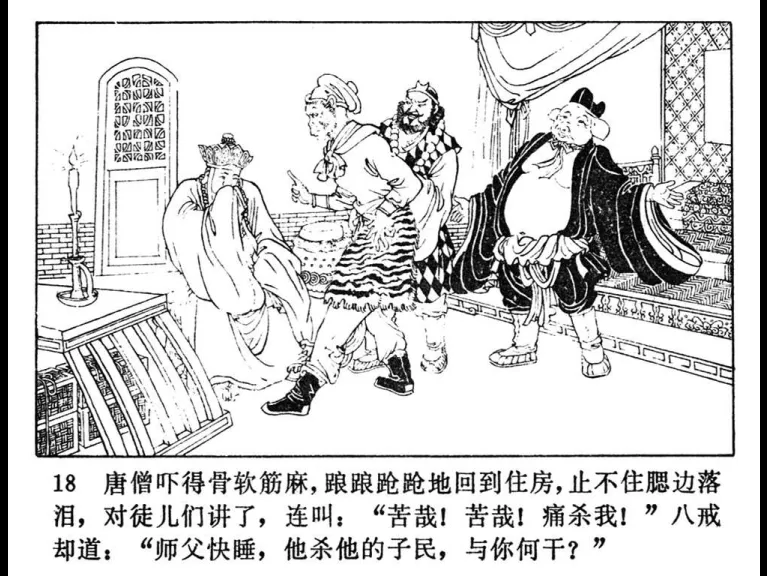 18 唐僧吓得骨软筋麻，踉踉跄跄地回到住房，止不住腮边落
泪，对徒儿们讲了，连叫：“苦哉！苦哉！痛杀我！”八戒
却道：“师父快睡，他杀他的子民，与你何干？”